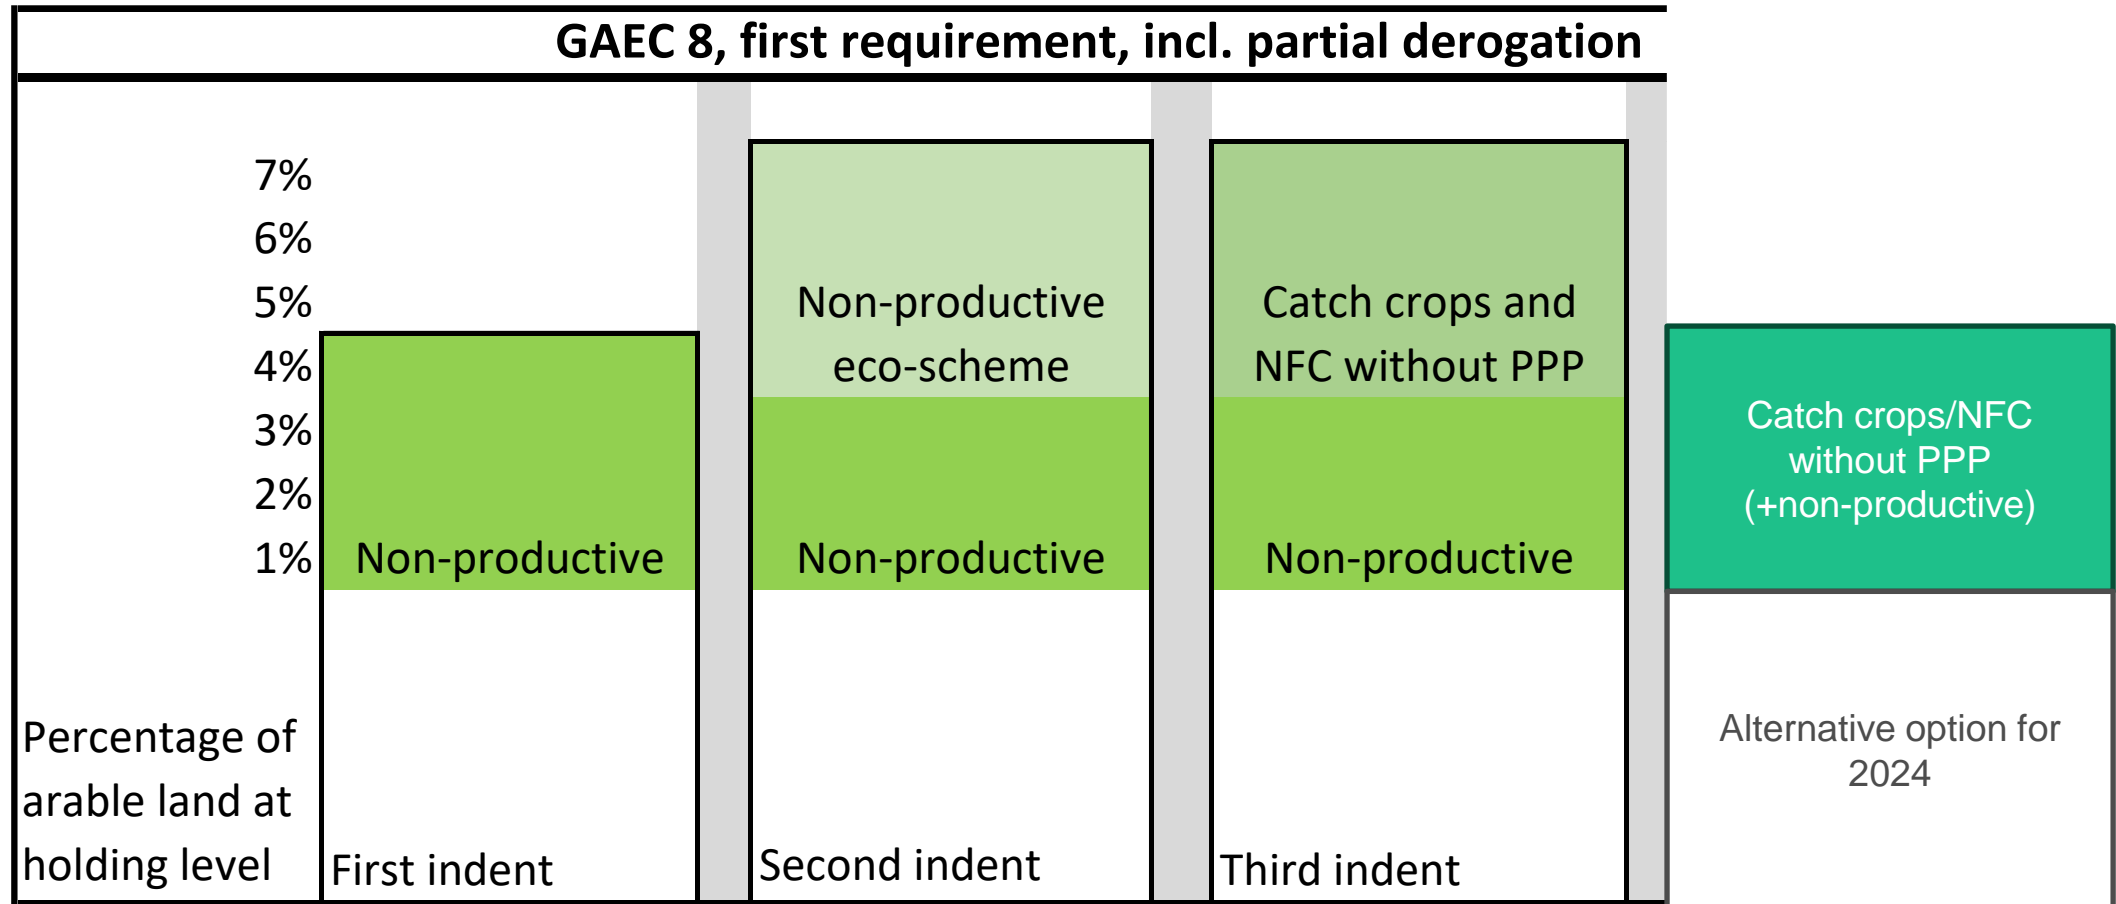 GAEC 8, first requirement, incl. partial derogation
7%
6%
5%
4%
3%
2%
1%
Percentage of
arable land at
holding level
Non-productive
First indent
Non-productive
eco-scheme
Non-productive
Second indent
Catch crops and
NFC without PPP
Non-productive
Third indent
Catch crops/NFC
without PPP
(+non-productive)
Alternative option for
2024